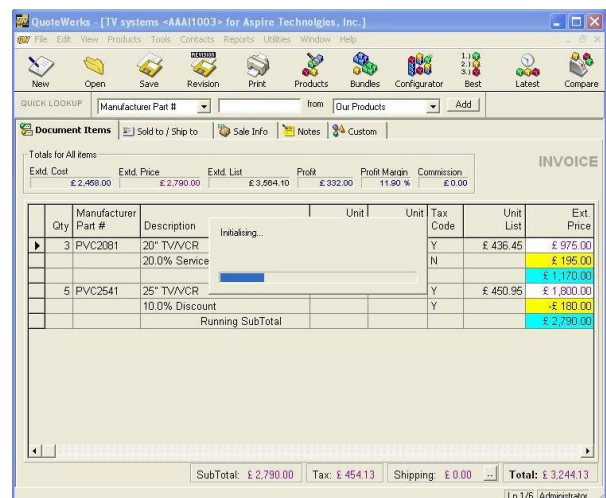 QuoteWerks - [TV systems <AAAI1003> for Aspire Technolgies, Inc.]
File Edit View Products Tools Contacts Reports Utilities Window Help
REVISION 1.) 2.) 3.)
New Open Save Revision Print Products Bundles Configurator Best Latest Compare
QUICK LOOKUP Manufacturer Part # from Our Products Add
Document Items Sold to / Ship to Sale Info Notes Custom
Totals for All items
INVOICE
Extd. Cost Extd. Price Extd. List Profit Profit Margin Commission
£ 2,458.00 £ 2,790.00 £ 3,564.10 £ 332.00 11.90 % £ 0.00
Manufacturer Unit Unit Tax Unit Ext.
Qty Part # Description Code List Price
Initialising...
3 PVC2081 20" TV/VCR Y £ 436.45 £ 975.00
20.0% Service N £ 195.00
£ 1,170.00
5 PVC2541 25" TV/VCR Y £ 450.95 £ 1,800.00
10.0% Discount Y -£ 180.00
Running SubTotal £ 2,790.00
SubTotal: £ 2,790.00 Tax: £ 454.13 Shipping: £ 0.00 .. Total: £ 3,244.13
Ln 1/6 Administrator